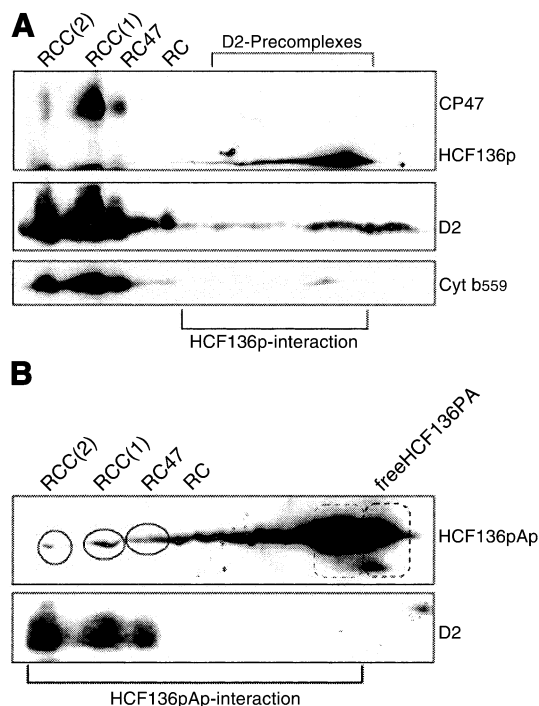 A
RCC(2) RCC(1) RC47 RC
D2-Precomplexes
CP47
HCF136p
D2
Cyt b559
HCF136p-interaction
B
RCC(2) RCC(1) RC47 RC freeHCF136PA
HCF136pAp
D2
HCF136pAp-interaction